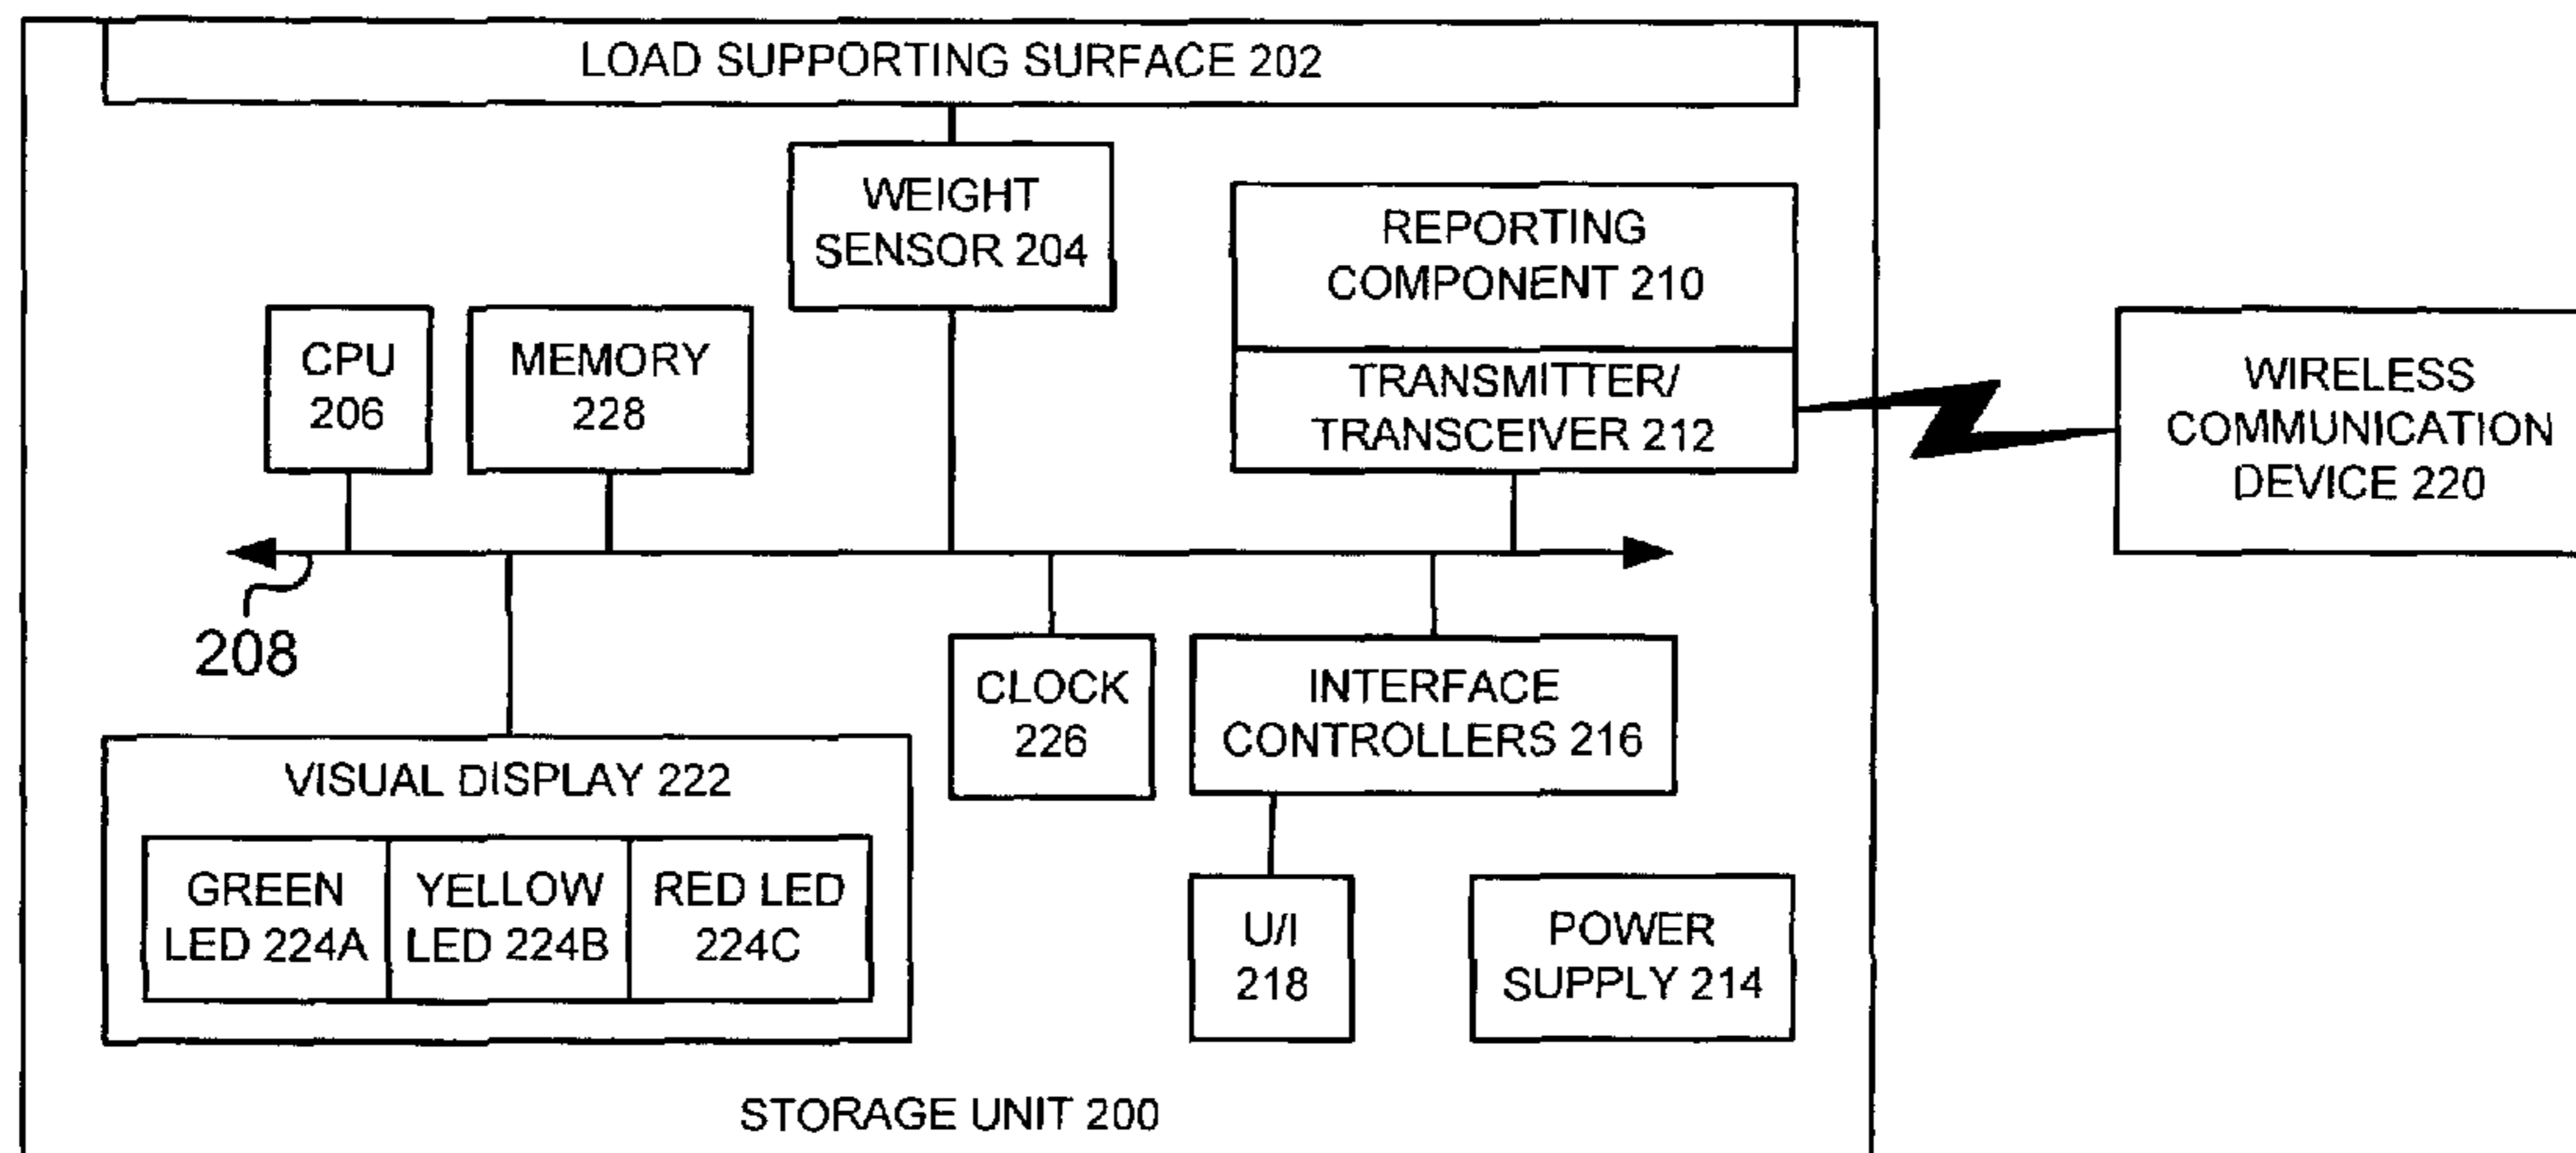 LOAD SUPPORTING SURFACE 202
WEIGHT
SENSOR 204
REPORTING
COMPONENT 210
TRANSMITTER/
TRANSCEIVER 212
CPU
206
MEMORY
228
WIRELESS
COMMUNICATION
DEVICE 220
208
CLOCK
226
INTERFACE
CONTROLLERS 216
VISUAL DISPLAY 222
GREEN
LED 224A
YELLOW
LED 224B
RED LED
224C
U/I
218
POWER
SUPPLY 214
STORAGE UNIT 200